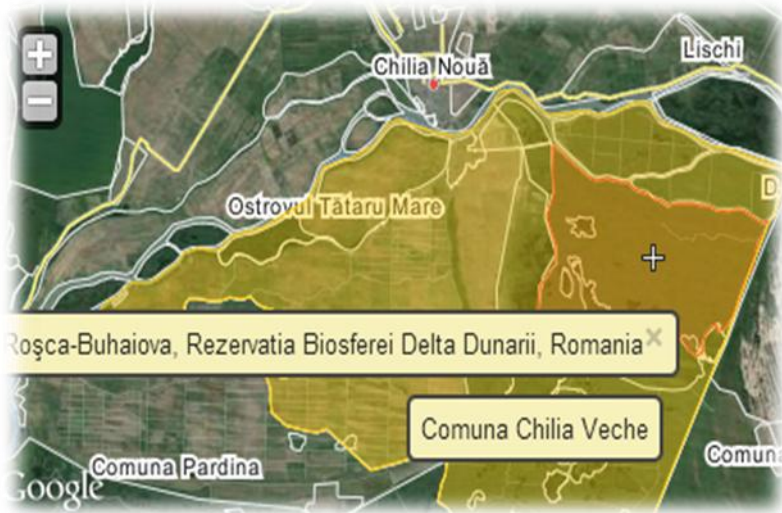 +
Lischi
Chilia Nouă
−
Ostrovul Tătaru Mare
D
Roşca-Buhaiova, Rezervatia Biosferei Delta Dunarii, Romania ×
Comuna Chilia Veche
Comuna Pardina
Comuna
Google